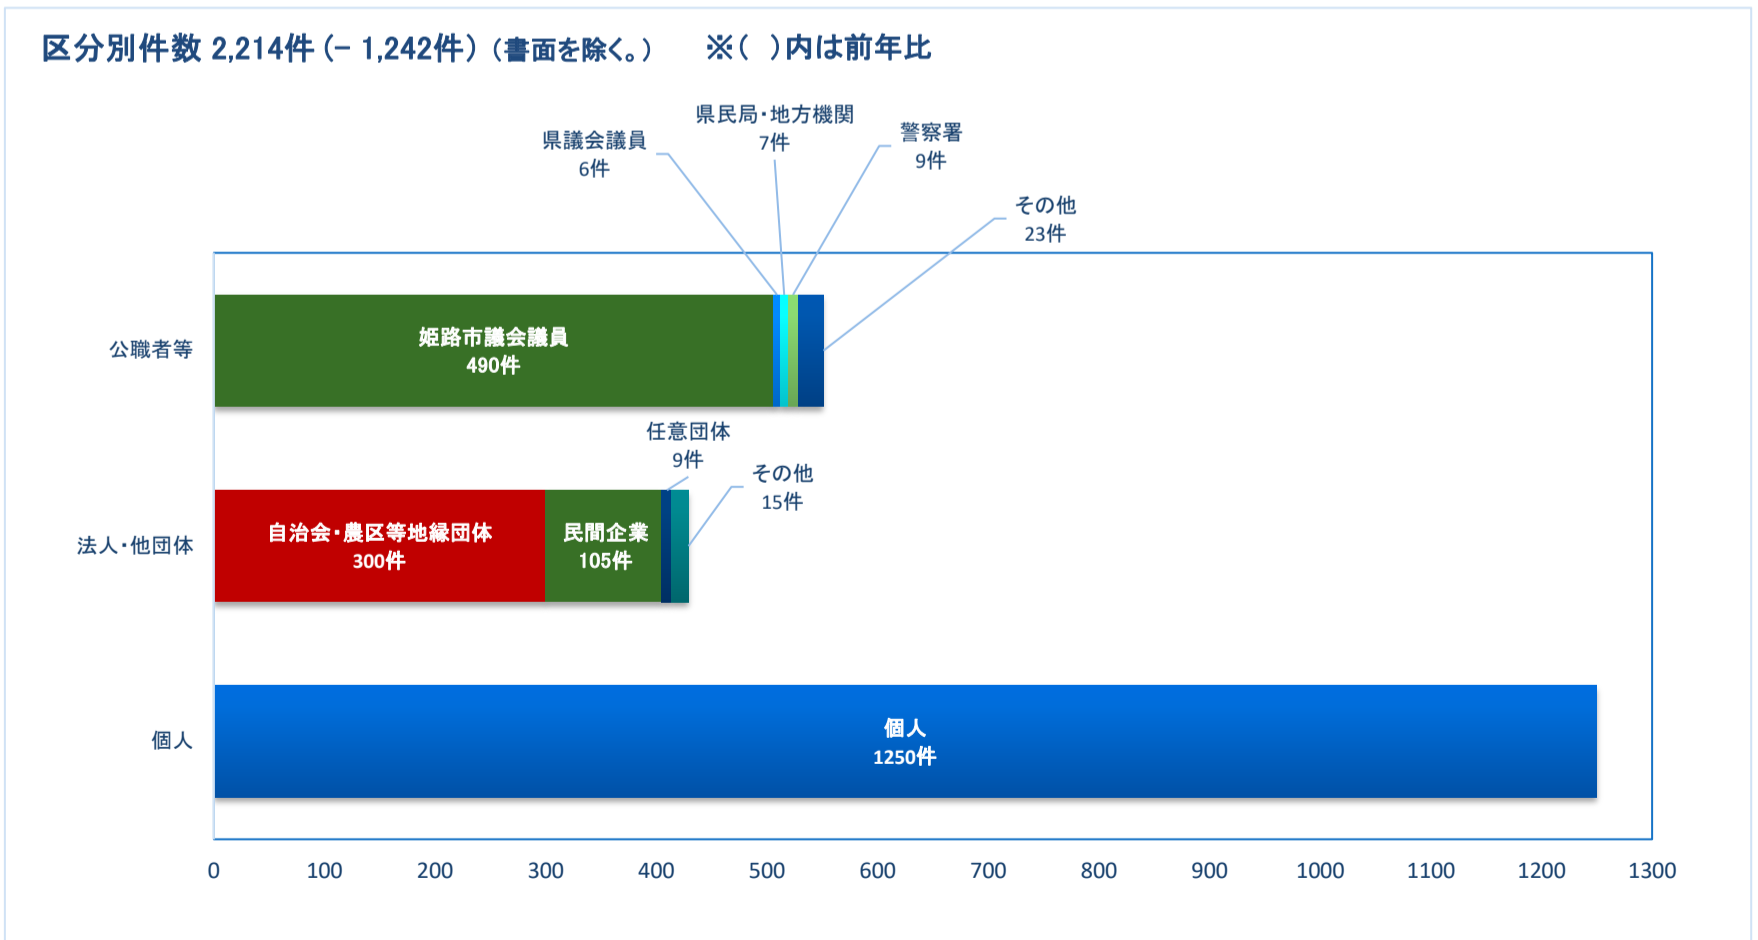 区分別件数 2,214件(- 1,242件)(書面を除く。) ※( )内は前年比
県議会議員
6件
県民局・地方機関
7件
警察署
9件
その他
23件
公職者等
姫路市議会議員
490件
任意団体
9件
その他
15件
法人・他団体
自治会・農区等地縁団体
300件
民間企業
105件
個人
個人
1250件
0 100 200 300 400 500 600 700 800 900 1000 1100 1200 1300